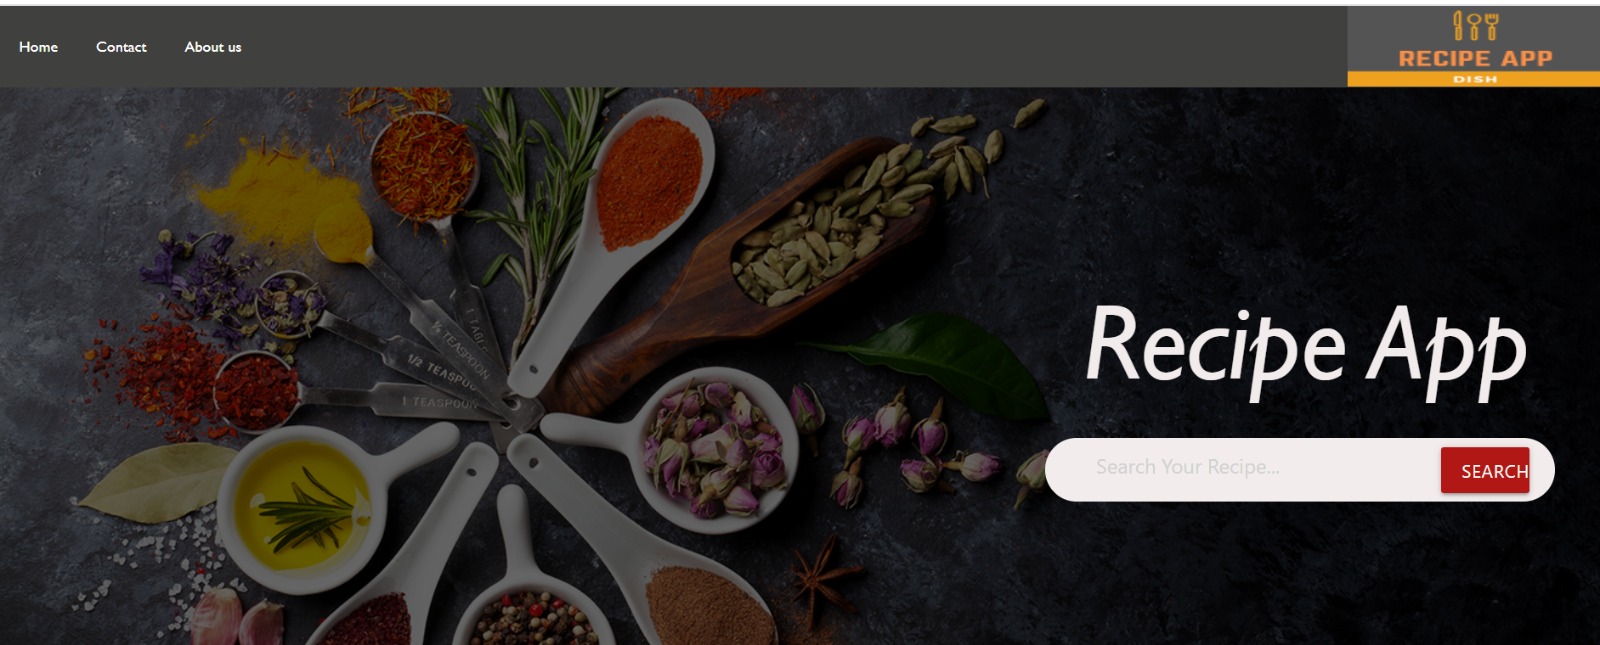 Home Contact About us
RECIPE APP
DISH
1 TABLE
½ TEASPOON
1/2 TEASPOO
1 TEASPOON
Recipe App
Search Your Recipe...
SEARCH